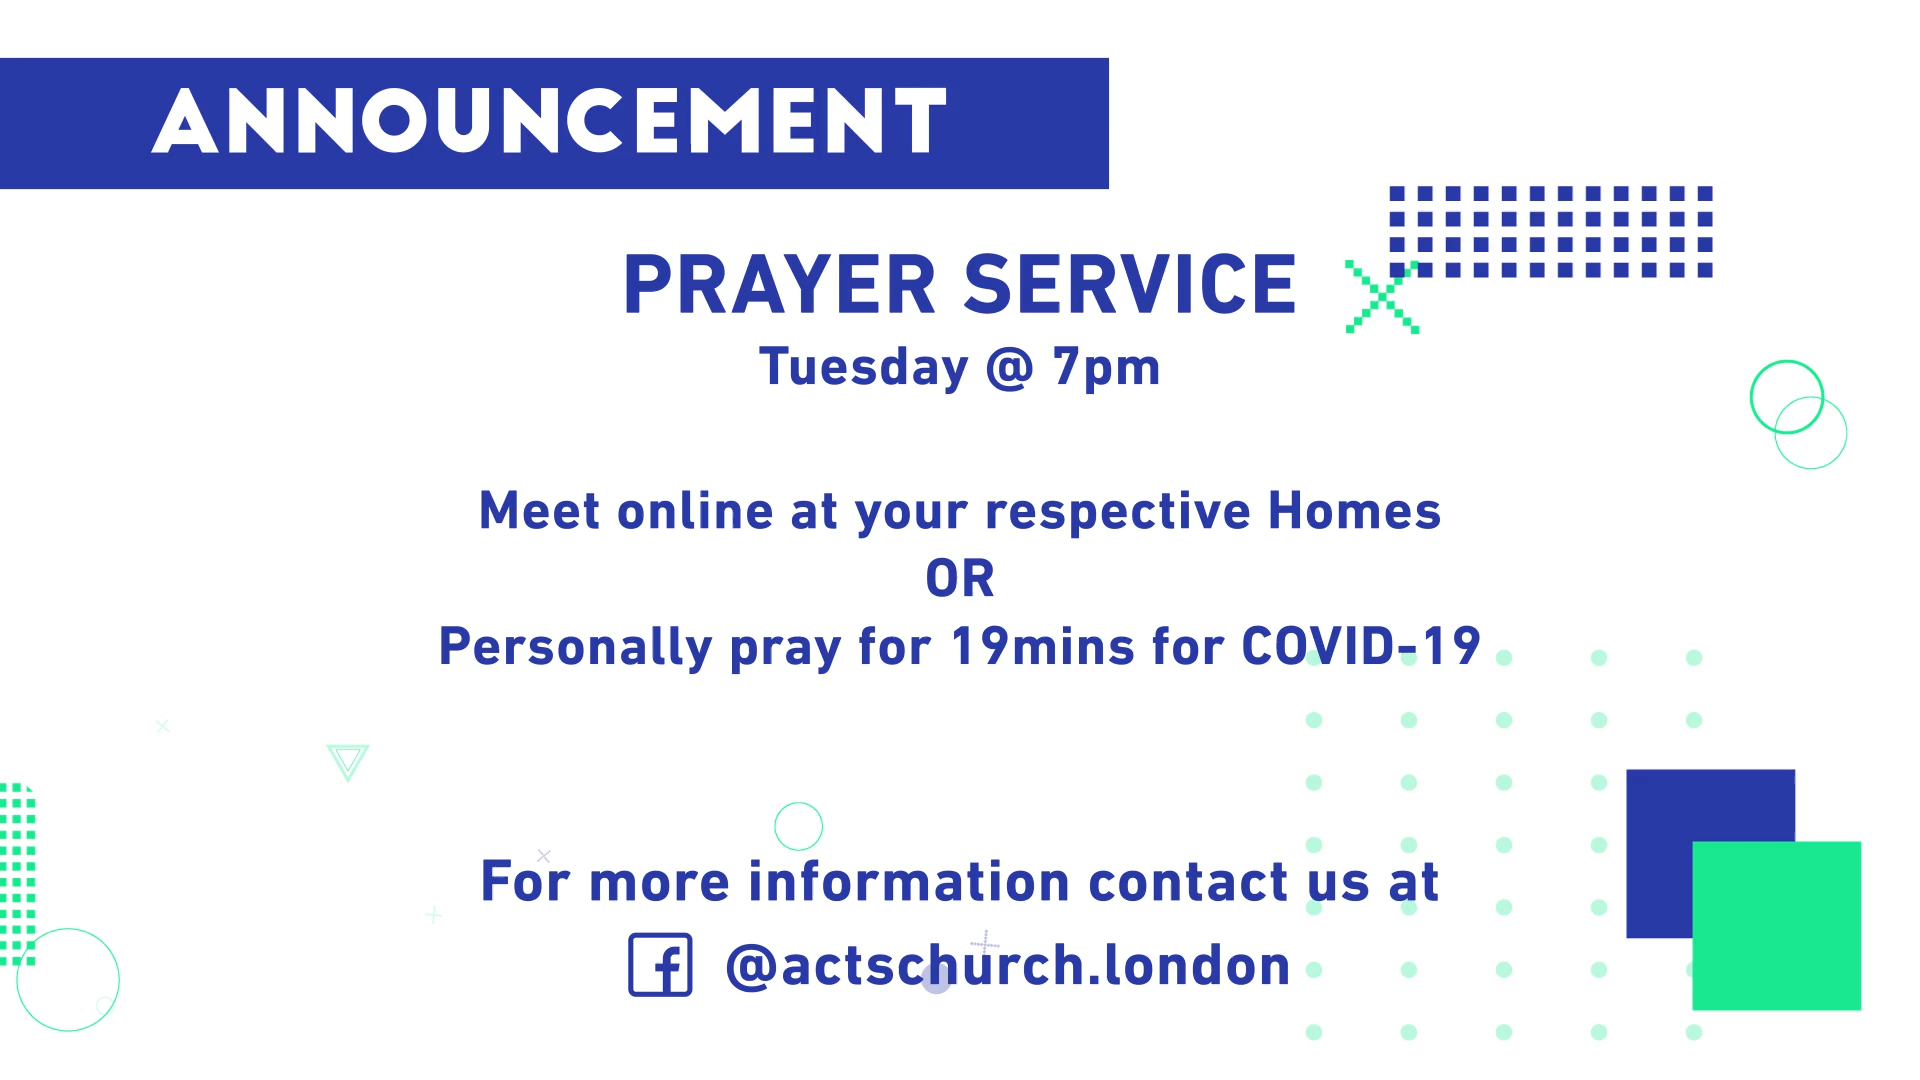 ANNOUNCEMENT
PRAYER SERVICE
Tuesday @ 7pm
Meet online at your respective Homes
OR
Personally pray for 19mins for COVID-19
For more information contact us at
@actschurch.london